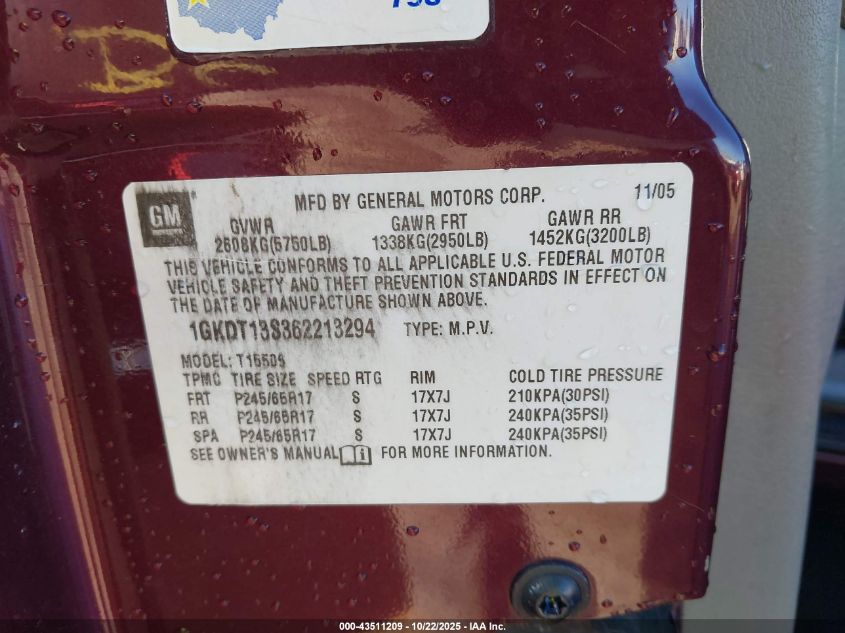 798
GM
MFD BY GENERAL MOTORS CORP. 11/05
GVWR GAWR FRT GAWR RR
2608KG(5750LB) 1338KG(2950LB) 1452KG(3200LB)
THIS VEHICLE CONFORMS TO ALL APPLICABLE U.S. FEDERAL MOTOR
VEHICLE SAFETY AND THEFT PREVENTION STANDARDS IN EFFECT ON
THE DATE OF MANUFACTURE SHOWN ABOVE.
1GKDT13S362213294 TYPE: M.P.V.
MODEL: T15506
TPMC TIRE SIZE SPEED RTG RIM COLD TIRE PRESSURE
FRT P245/65R17 S 17X7J 210KPA(30PSI)
RR P245/65R17 S 17X7J 240KPA(35PSI)
SPA P245/65R17 S 17X7J 240KPA(35PSI)
SEE OWNER'S MANUAL FOR MORE INFORMATION.
000-43511209 - 10/22/2025 - IAA Inc.